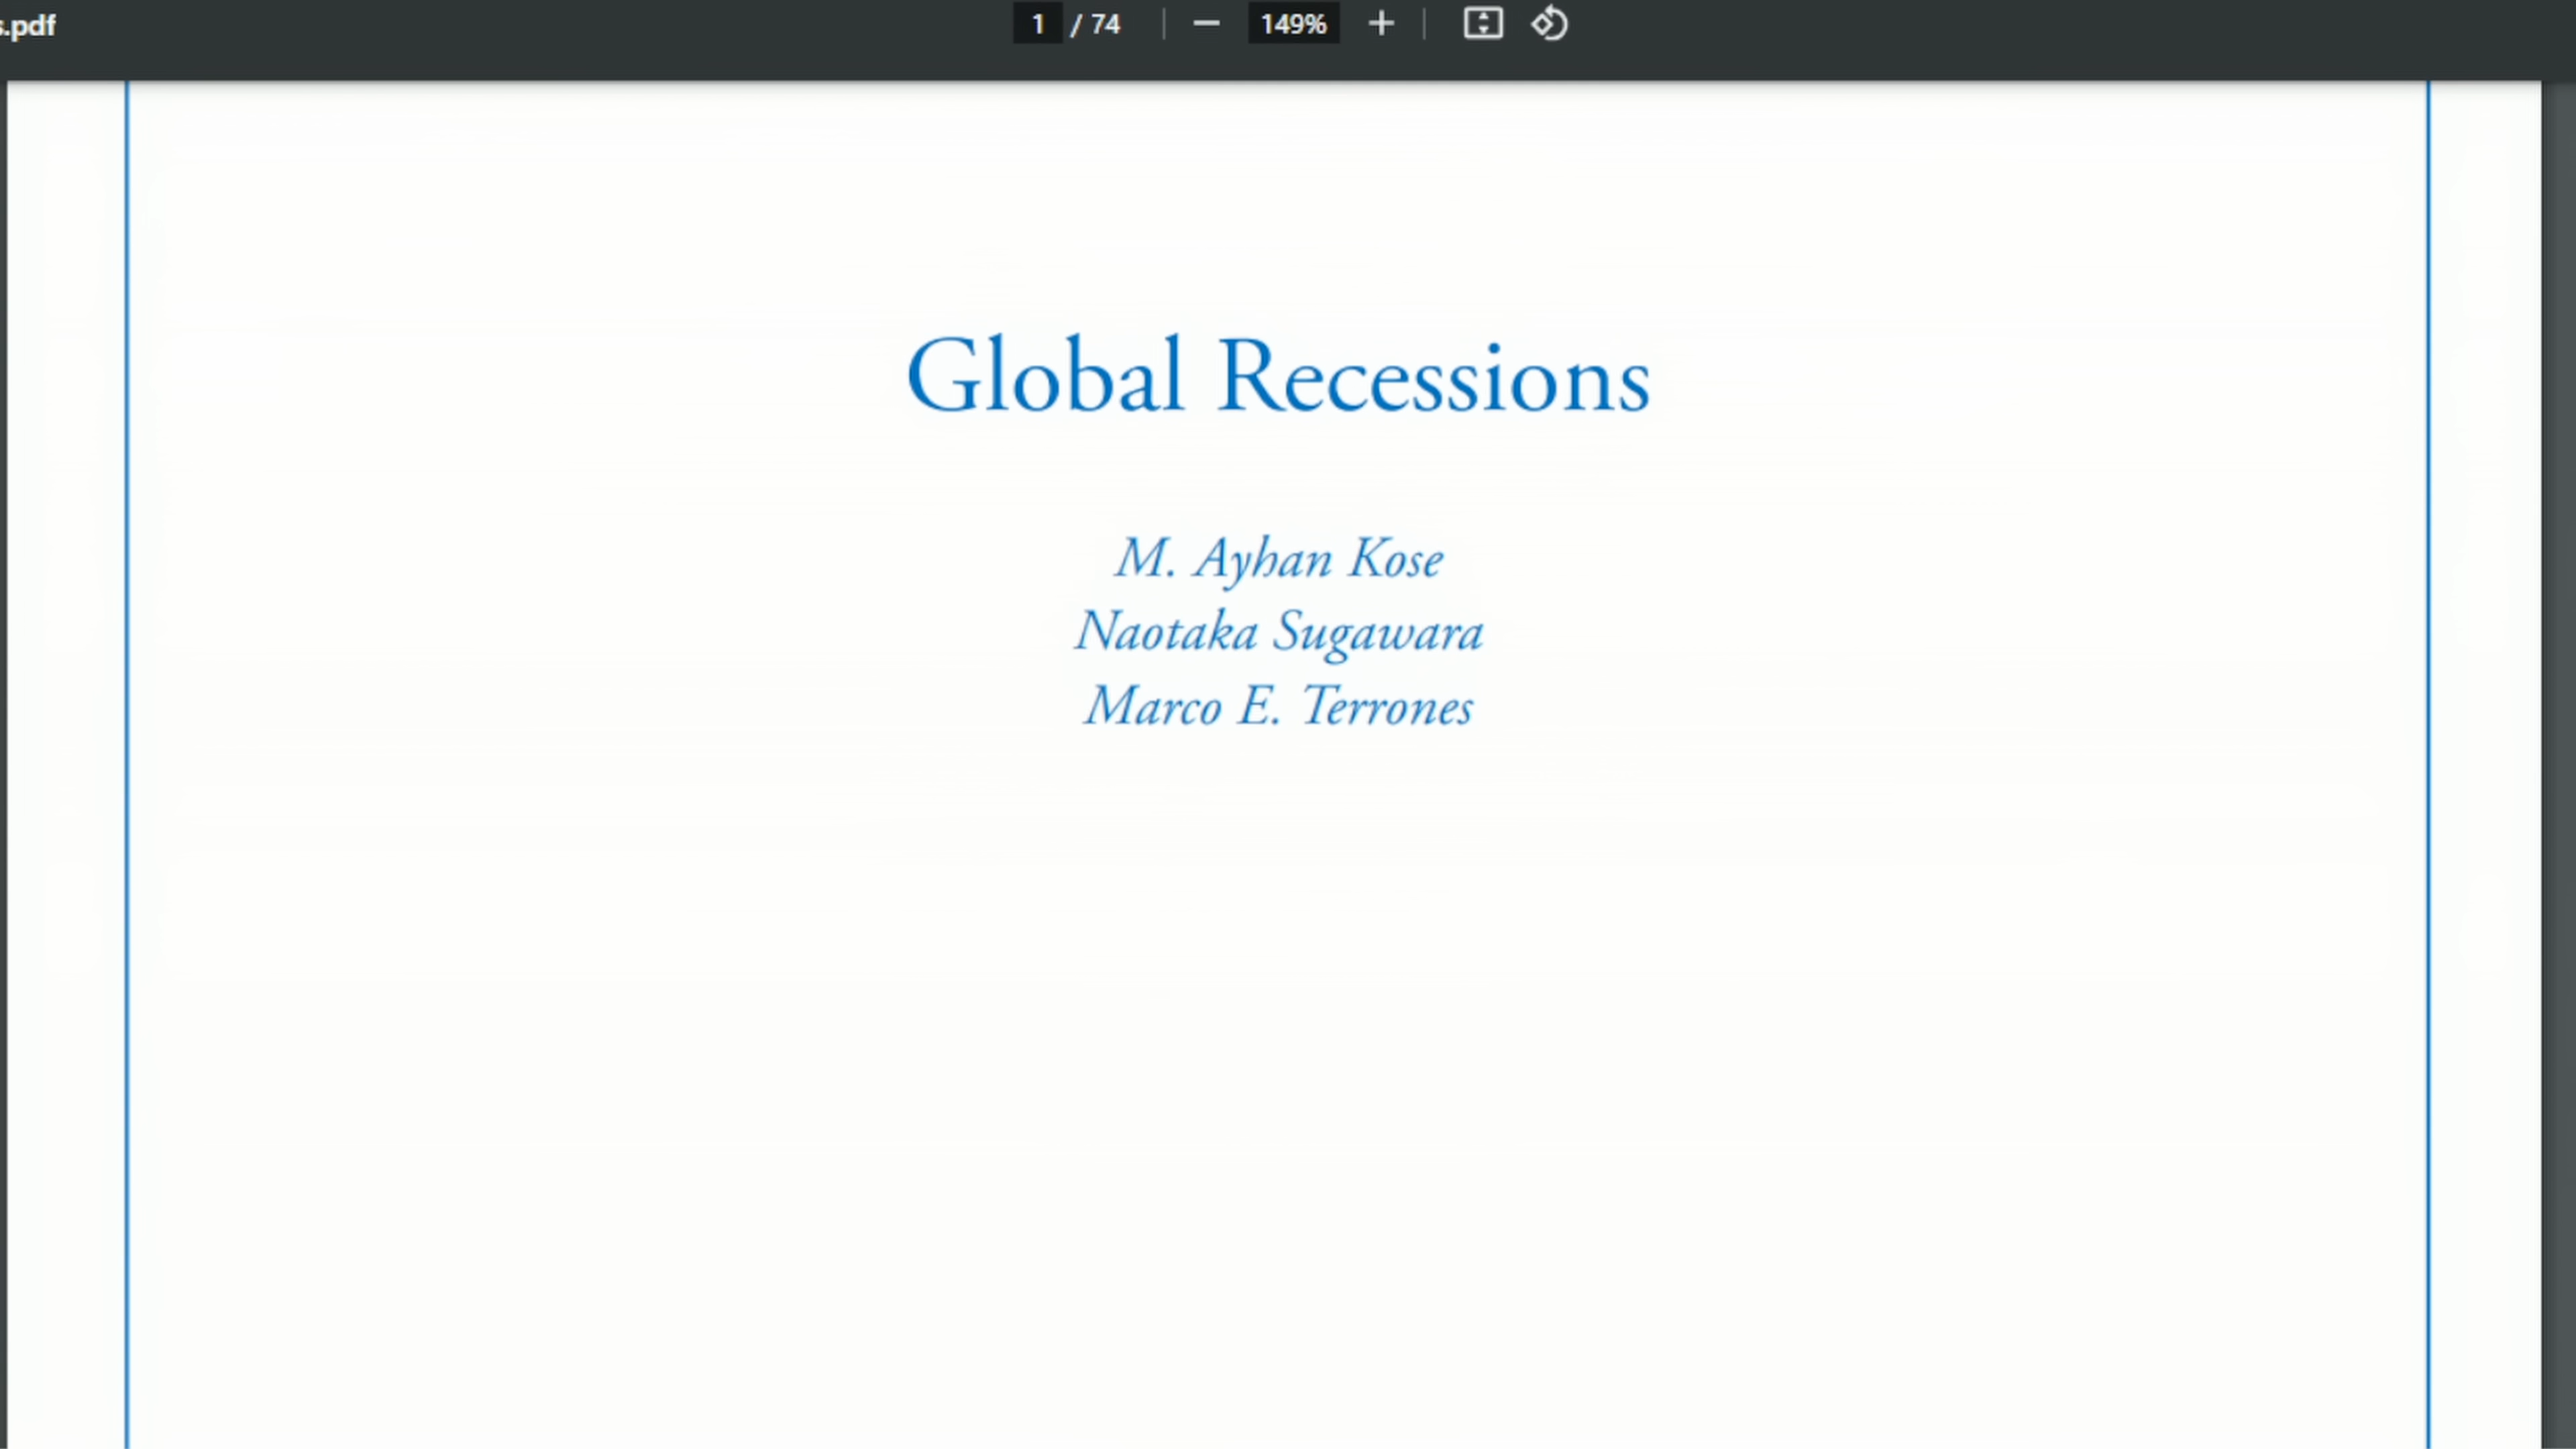 s.pdf
1 / 74
149%
Global Recessions
M. Ayhan Kose
Naotaka Sugawara
Marco E. Terrones